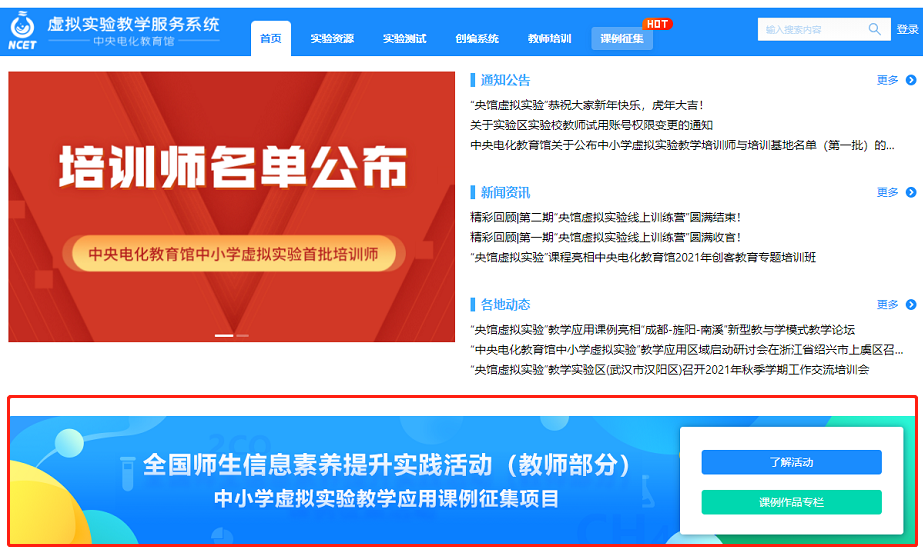 虚拟实验教学服务系统
中央电化教育馆
NCET
首页
实验资源
实验测试
创编系统
教师培训
课例征集
HOT
输入搜索内容
登录
培训师名单公布
中央电化教育馆中小学虚拟实验首批培训师
通知公告
更多
“央馆虚拟实验”恭祝大家新年快乐，虎年大吉！
关于实验区实验校教师试用账号权限变更的通知
中央电化教育馆关于公布中小学虚拟实验教学培训师与培训基地名单（第一批）的...
新闻资讯
更多
精彩回顾|第二期“央馆虚拟实验线上训练营”圆满结束！
精彩回顾|第一期“央馆虚拟实验线上训练营”圆满收官！
“央馆虚拟实验”课程亮相中央电化教育馆2021年创客教育专题培训班
各地动态
更多
“央馆虚拟实验”教学应用课例亮相“成都-旌阳-南溪”新型教与学模式教学论坛
“中央电化教育馆中小学虚拟实验”教学应用区域启动研讨会在浙江省绍兴市上虞区召...
“央馆虚拟实验”教学实验区(武汉市汉阳区)召开2021年秋季学期工作交流培训会
全国师生信息素养提升实践活动（教师部分）
中小学虚拟实验教学应用课例征集项目
了解活动
课例作品专栏